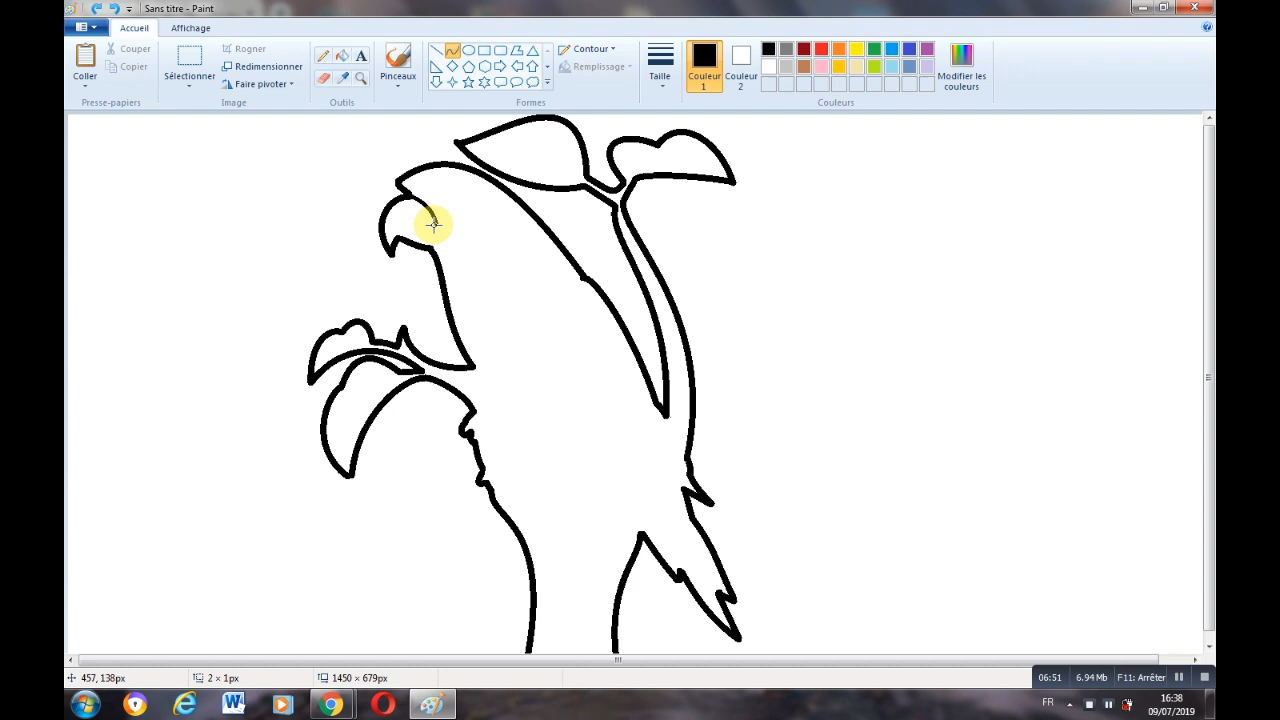 Sans titre - Paint
Accueil Affichage
Coller
Couper
Copier
Presse-papiers
Sélectionner
Rogner
Redimensionner
Faire pivoter
Image
A
Outils
Pinceaux
Formes
Contour
Remplissage
Taille
Couleur
1
Couleur
2
Modifier les
couleurs
Couleurs
457, 138px
2 × 1px
1450 × 679px
06:51 6.94 Mb F11: Arrêter
FR
16:38
09/07/2019